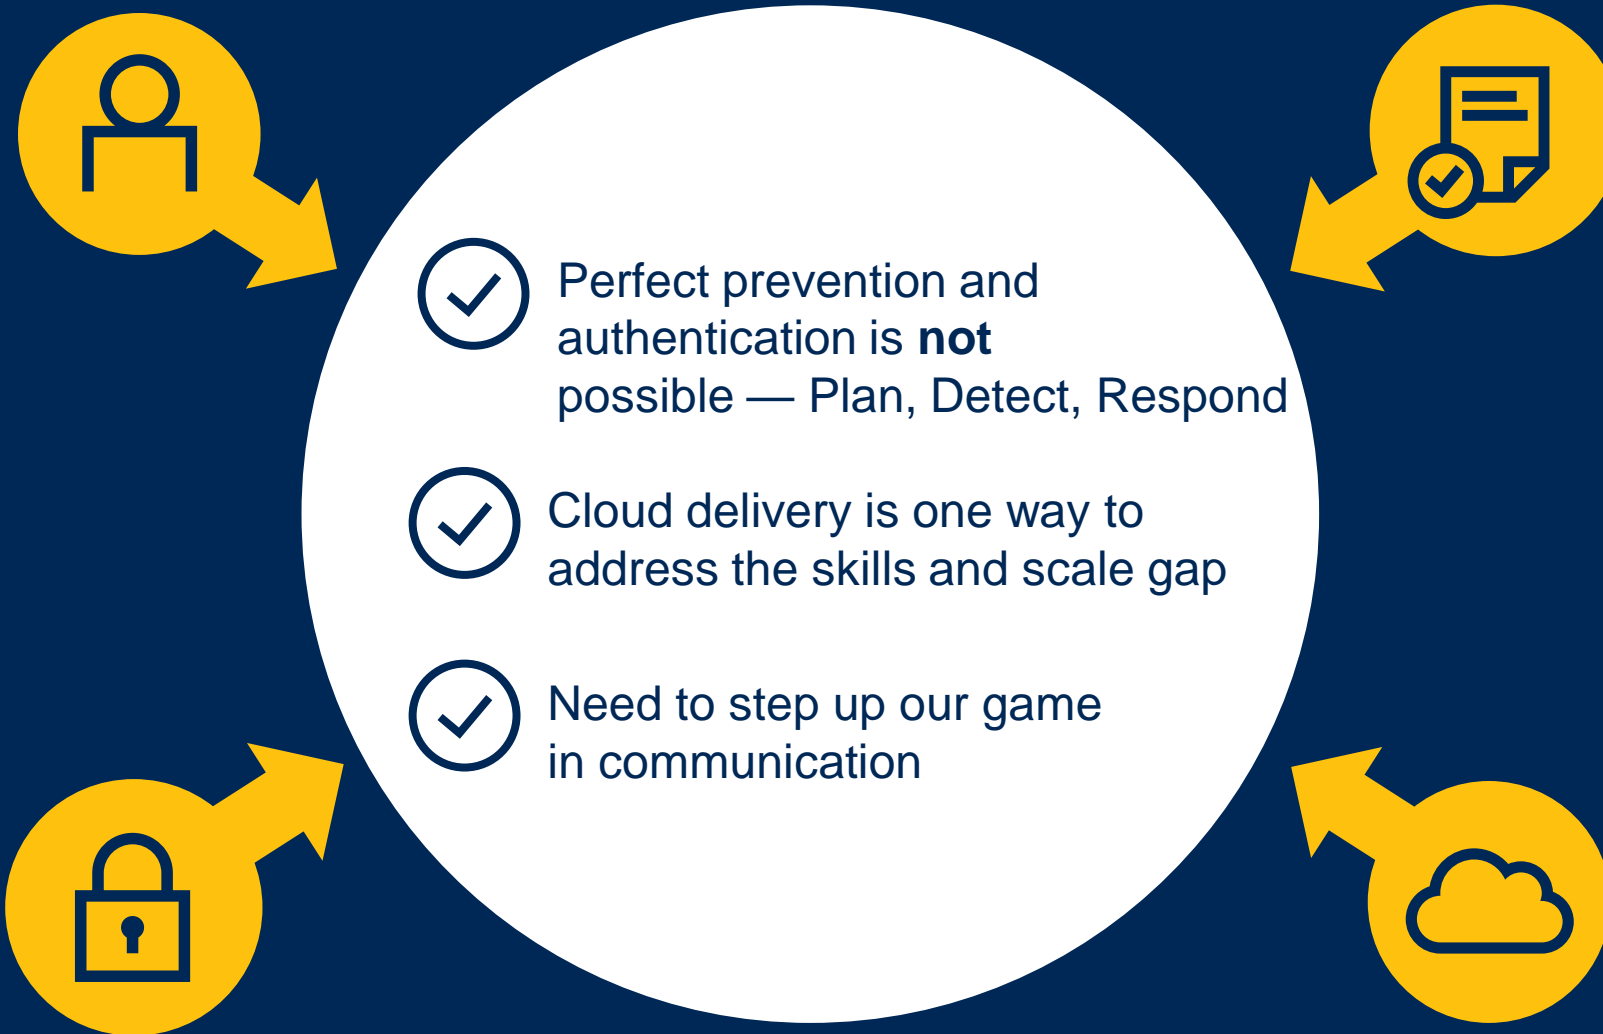 Perfect prevention and
authentication is not
possible — Plan, Detect, Respond
Cloud delivery is one way to
address the skills and scale gap
Need to step up our game
in communication